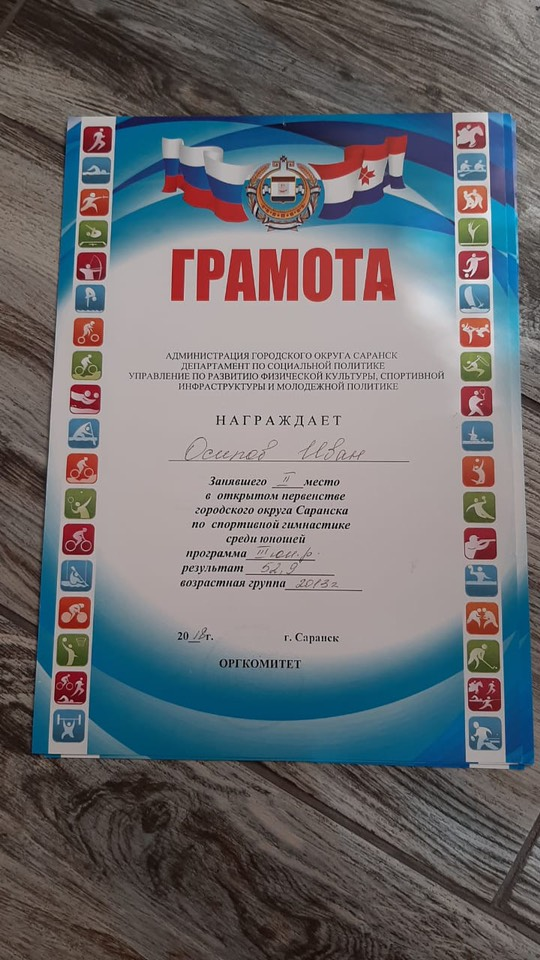 ГРАМОТА
АДМИНИСТРАЦИЯ ГОРОДСКОГО ОКРУГА САРАНСК
ДЕПАРТАМЕНТ ПО СОЦИАЛЬНОЙ ПОЛИТИКЕ
УПРАВЛЕНИЕ ПО РАЗВИТИЮ ФИЗИЧЕСКОЙ КУЛЬТУРЫ, СПОРТИВНОЙ
ИНФРАСТРУКТУРЫ И МОЛОДЕЖНОЙ ПОЛИТИКЕ
НАГРАЖДАЕТ
Осипов Иван
Занявшего II место
в открытом первенстве
городского округа Саранска
по спортивной гимнастике
среди юношей
программа III юн.р.
результат 52,9
возрастная группа 2013г
2018г. г. Саранск
ОРГКОМИТЕТ